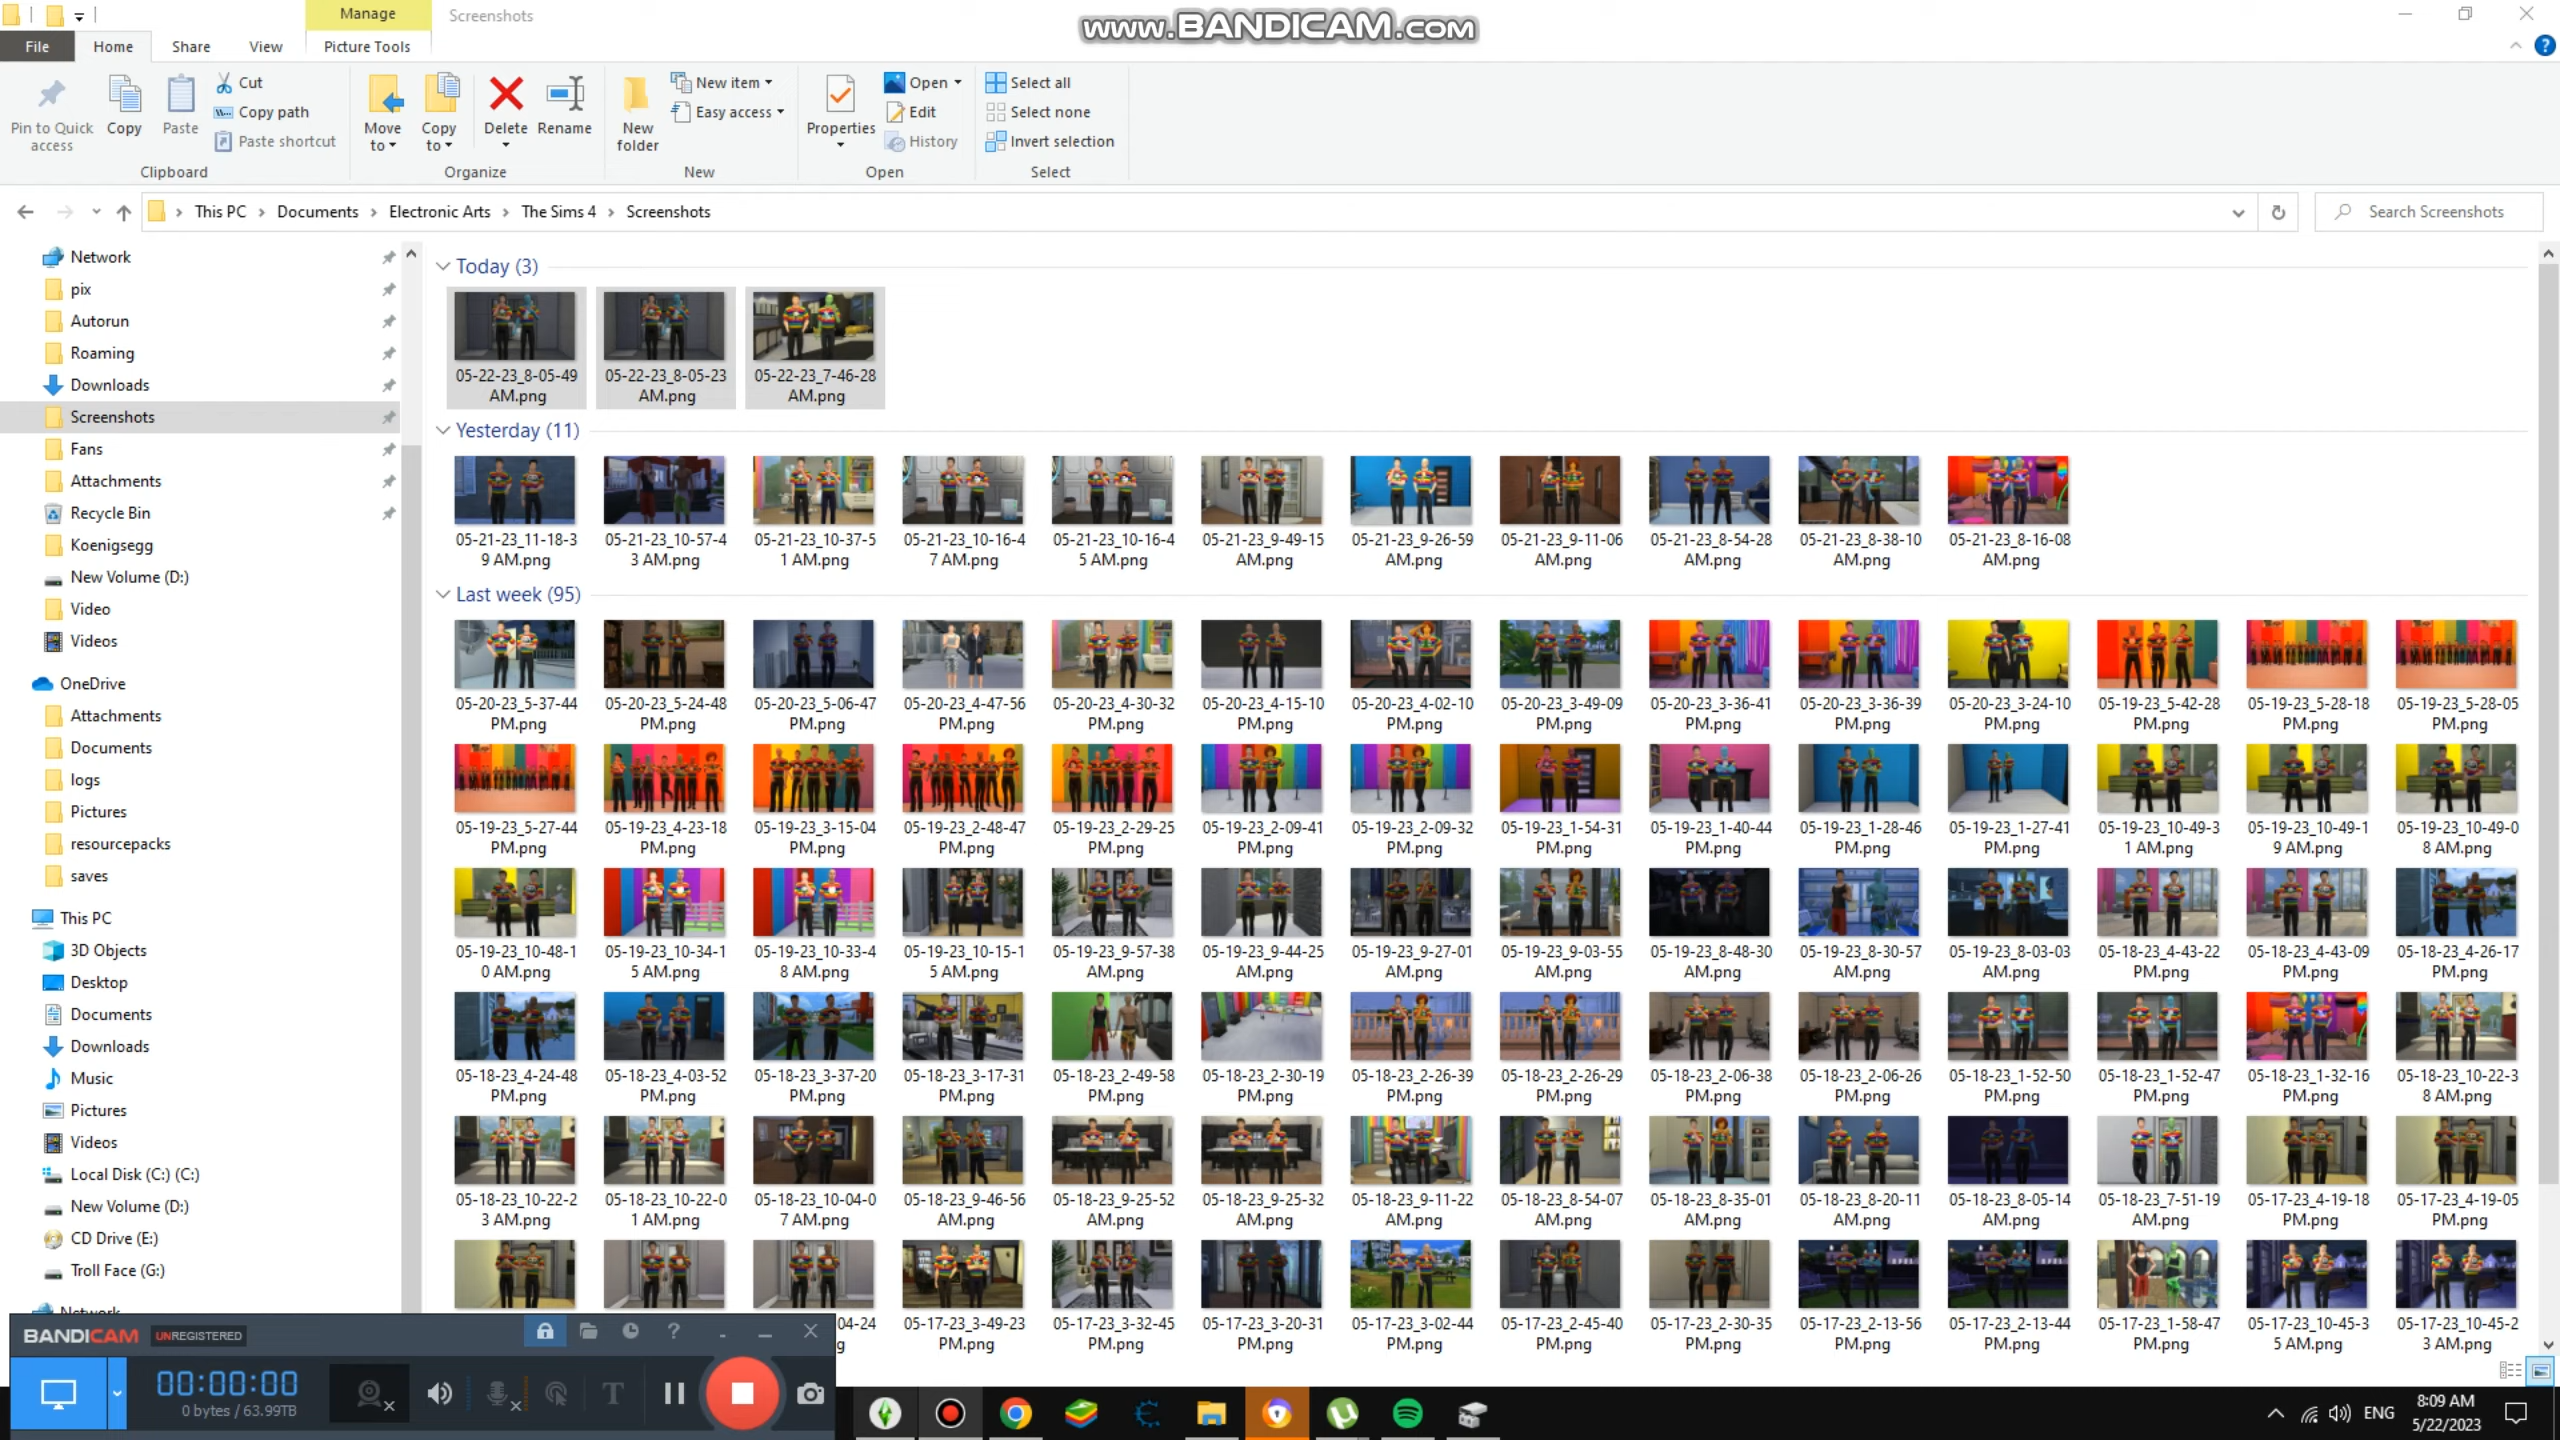 Manage
Screenshots
www.BANDICAM.com
File
Home
Share
View
Picture Tools
Pin to Quick access
Copy
Paste
Cut
Copy path
Paste shortcut
Clipboard
Move to
Copy to
Delete
Rename
Organize
New folder
New item
Easy access
New
Properties
Open
Edit
History
Open
Select all
Select none
Invert selection
Select
This PC
Documents
Electronic Arts
The Sims 4
Screenshots
Search Screenshots
Network
pix
Autorun
Roaming
Downloads
Screenshots
Fans
Attachments
Recycle Bin
Koenigsegg
New Volume (D:)
Video
Videos
OneDrive
Attachments
Documents
logs
Pictures
resourcepacks
saves
This PC
3D Objects
Desktop
Documents
Downloads
Music
Pictures
Videos
Local Disk (C:) (C:)
New Volume (D:)
CD Drive (E:)
Troll Face (G:)
Network
Today (3)
05-22-23_8-05-49 AM.png
05-22-23_8-05-23 AM.png
05-22-23_7-46-28 AM.png
Yesterday (11)
05-21-23_11-18-39 AM.png
05-21-23_10-57-43 AM.png
05-21-23_10-37-51 AM.png
05-21-23_10-16-47 AM.png
05-21-23_10-16-45 AM.png
05-21-23_9-49-15 AM.png
05-21-23_9-26-59 AM.png
05-21-23_9-11-06 AM.png
05-21-23_8-54-28 AM.png
05-21-23_8-38-10 AM.png
05-21-23_8-16-08 AM.png
Last week (95)
05-20-23_5-37-44 PM.png
05-20-23_5-24-48 PM.png
05-20-23_5-06-47 PM.png
05-20-23_4-47-56 PM.png
05-20-23_4-30-32 PM.png
05-20-23_4-15-10 PM.png
05-20-23_4-02-10 PM.png
05-20-23_3-49-09 PM.png
05-20-23_3-36-41 PM.png
05-20-23_3-36-39 PM.png
05-20-23_3-24-10 PM.png
05-19-23_5-42-28 PM.png
05-19-23_5-28-18 PM.png
05-19-23_5-28-05 PM.png
05-19-23_5-27-44 PM.png
05-19-23_4-23-18 PM.png
05-19-23_3-15-04 PM.png
05-19-23_2-48-47 PM.png
05-19-23_2-29-25 PM.png
05-19-23_2-09-41 PM.png
05-19-23_2-09-32 PM.png
05-19-23_1-54-31 PM.png
05-19-23_1-40-44 PM.png
05-19-23_1-28-46 PM.png
05-19-23_1-27-41 PM.png
05-19-23_10-49-31 AM.png
05-19-23_10-49-19 AM.png
05-19-23_10-49-08 AM.png
05-19-23_10-48-10 AM.png
05-19-23_10-34-15 AM.png
05-19-23_10-33-48 AM.png
05-19-23_10-15-15 AM.png
05-19-23_9-57-38 AM.png
05-19-23_9-44-25 AM.png
05-19-23_9-27-01 AM.png
05-19-23_9-03-55 AM.png
05-19-23_8-48-30 AM.png
05-19-23_8-30-57 AM.png
05-19-23_8-03-03 AM.png
05-18-23_4-43-22 PM.png
05-18-23_4-43-09 PM.png
05-18-23_4-26-17 PM.png
05-18-23_4-24-48 PM.png
05-18-23_4-03-52 PM.png
05-18-23_3-37-20 PM.png
05-18-23_3-17-31 PM.png
05-18-23_2-49-58 PM.png
05-18-23_2-30-19 PM.png
05-18-23_2-26-39 PM.png
05-18-23_2-26-29 PM.png
05-18-23_2-06-38 PM.png
05-18-23_2-06-26 PM.png
05-18-23_1-52-50 PM.png
05-18-23_1-52-47 PM.png
05-18-23_1-32-16 PM.png
05-18-23_10-22-38 AM.png
05-18-23_10-22-23 AM.png
05-18-23_10-22-01 AM.png
05-18-23_10-04-07 AM.png
05-18-23_9-46-56 AM.png
05-18-23_9-25-52 AM.png
05-18-23_9-25-32 AM.png
05-18-23_9-11-22 AM.png
05-18-23_8-54-07 AM.png
05-18-23_8-35-01 AM.png
05-18-23_8-20-11 AM.png
05-18-23_8-05-14 AM.png
05-18-23_7-51-19 AM.png
05-17-23_4-19-18 PM.png
05-17-23_4-19-05 PM.png
04-24
05-17-23_3-49-23 PM.png
05-17-23_3-32-45 PM.png
05-17-23_3-20-31 PM.png
05-17-23_3-02-44 PM.png
05-17-23_2-45-40 PM.png
05-17-23_2-30-35 PM.png
05-17-23_2-13-56 PM.png
05-17-23_2-13-44 PM.png
05-17-23_1-58-47 PM.png
05-17-23_10-45-35 AM.png
05-17-23_10-45-23 AM.png
BANDICAM UNREGISTERED
00:00:00
0 bytes / 63.99TB
ENG
8:09 AM
5/22/2023